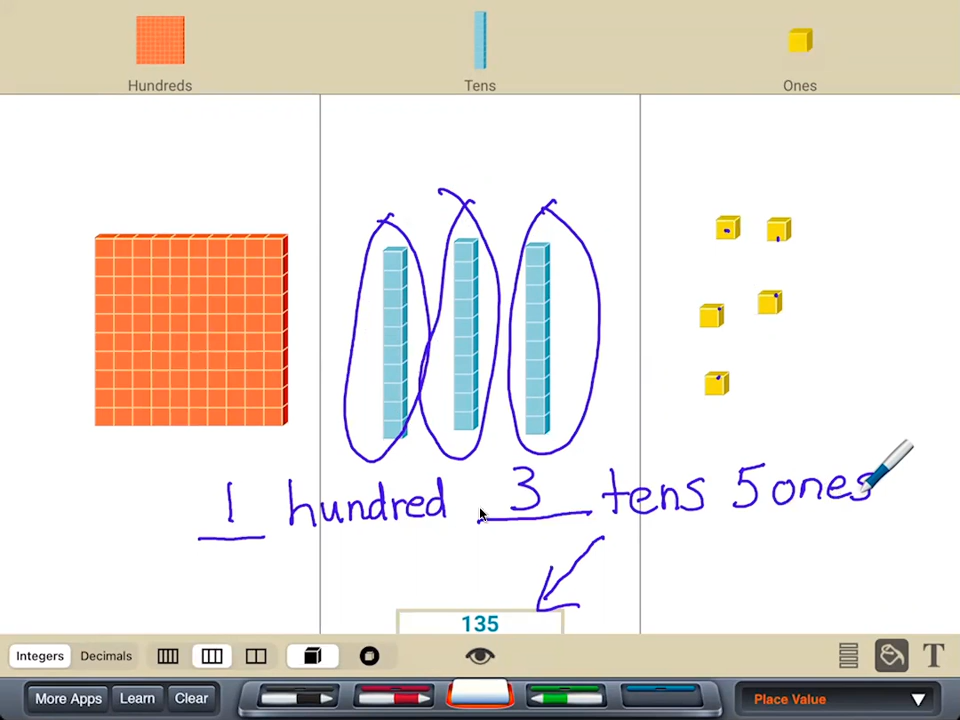 Hundreds Tens Ones
1 hundred 3 tens 5 ones
135
Integers Decimals T
More Apps Learn Clear Place Value